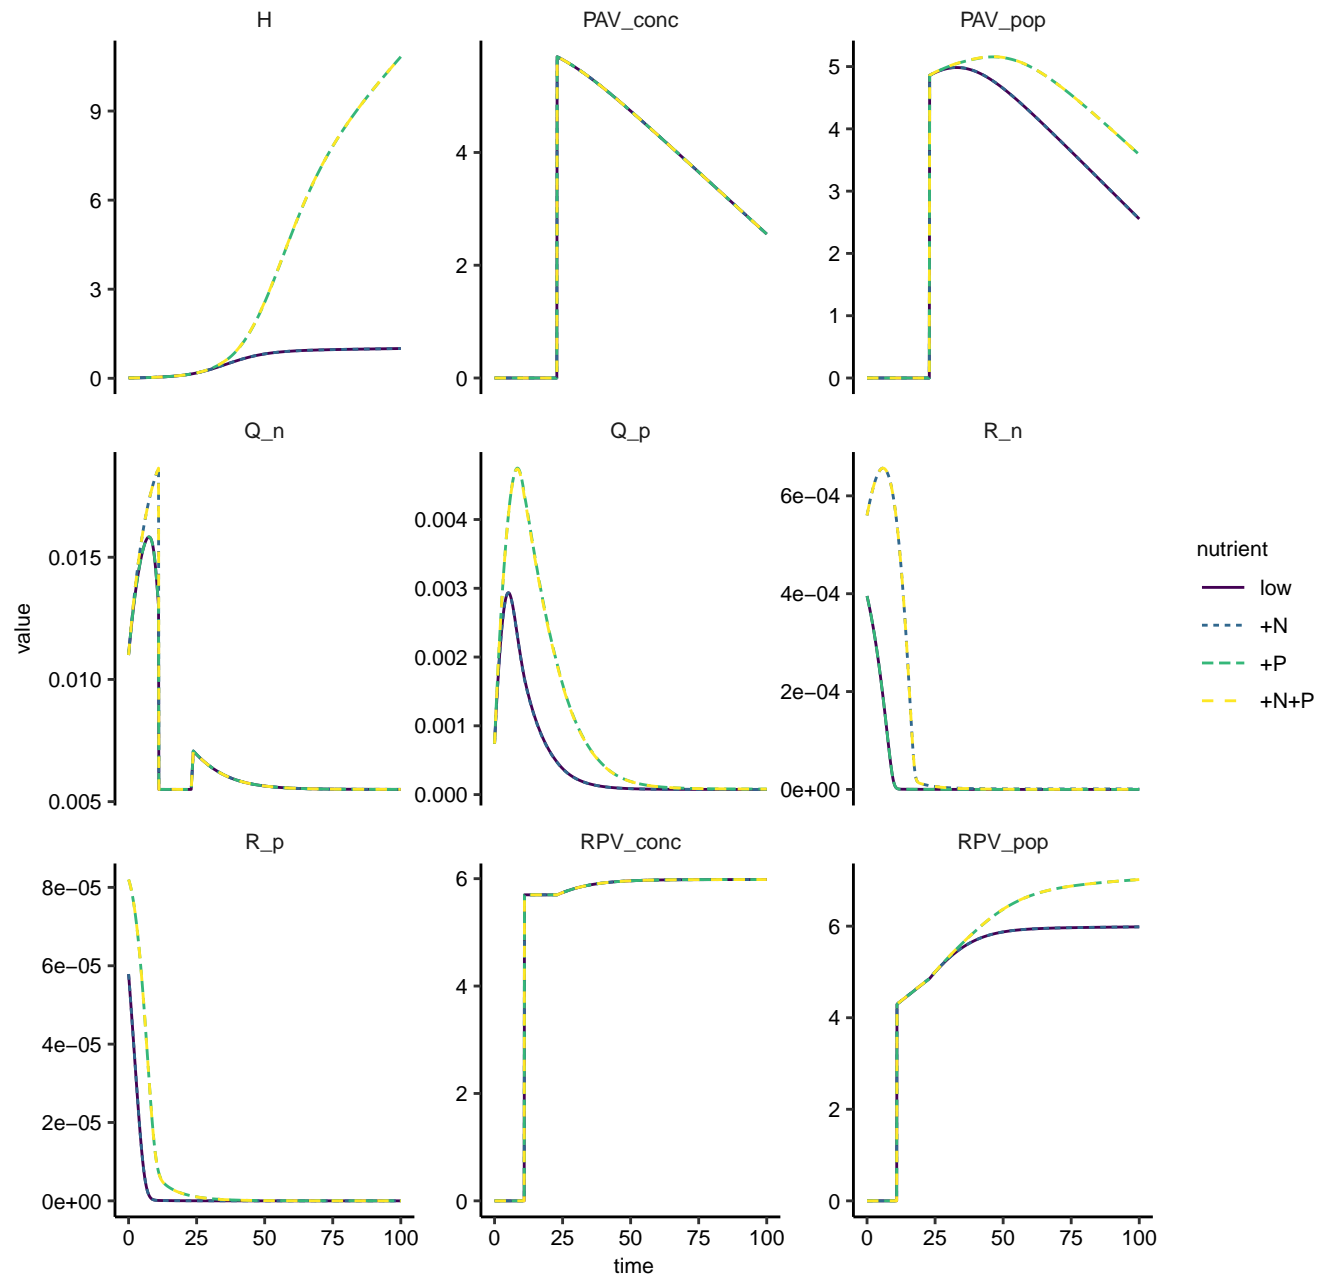 H
PAV_conc
PAV_pop
9
6
3
0
4
2
0
5
4
3
2
1
0
Q_n
Q_p
R_n
0.015
0.010
0.005
0.004
0.003
0.002
0.001
0.000
6e−04
4e−04
2e−04
0e+00
value
nutrient
low
+N
+P
+N+P
R_p
RPV_conc
RPV_pop
8e−05
6e−05
4e−05
2e−05
0e+00
6
4
2
0
6
4
2
0
0 25 50 75 100
0 25 50 75 100
0 25 50 75 100
time